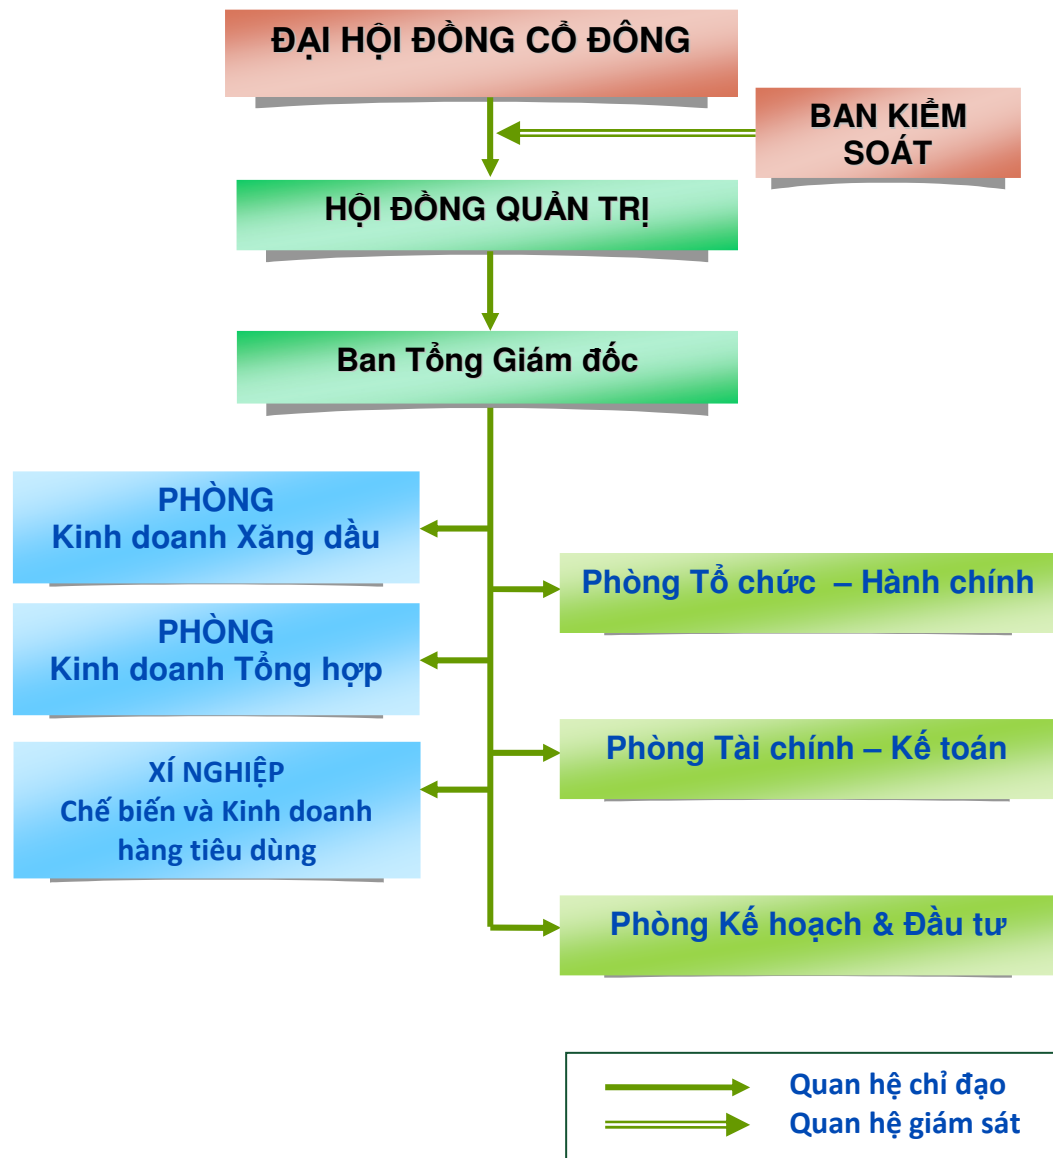 ĐẠI HỘI ĐỒNG CỔ ĐÔNG
BAN KIỂM
SOÁT
HỘI ĐỒNG QUẢN TRỊ
Ban Tổng Giám đốc
PHÒNG
Kinh doanh Xăng dầu
Phòng Tổ chức – Hành chính
PHÒNG
Kinh doanh Tổng hợp
Phòng Tài chính – Kế toán
XÍ NGHIỆP
Chế biến và Kinh doanh
hàng tiêu dùng
Phòng Kế hoạch & Đầu tư
Quan hệ chỉ đạo
Quan hệ giám sát